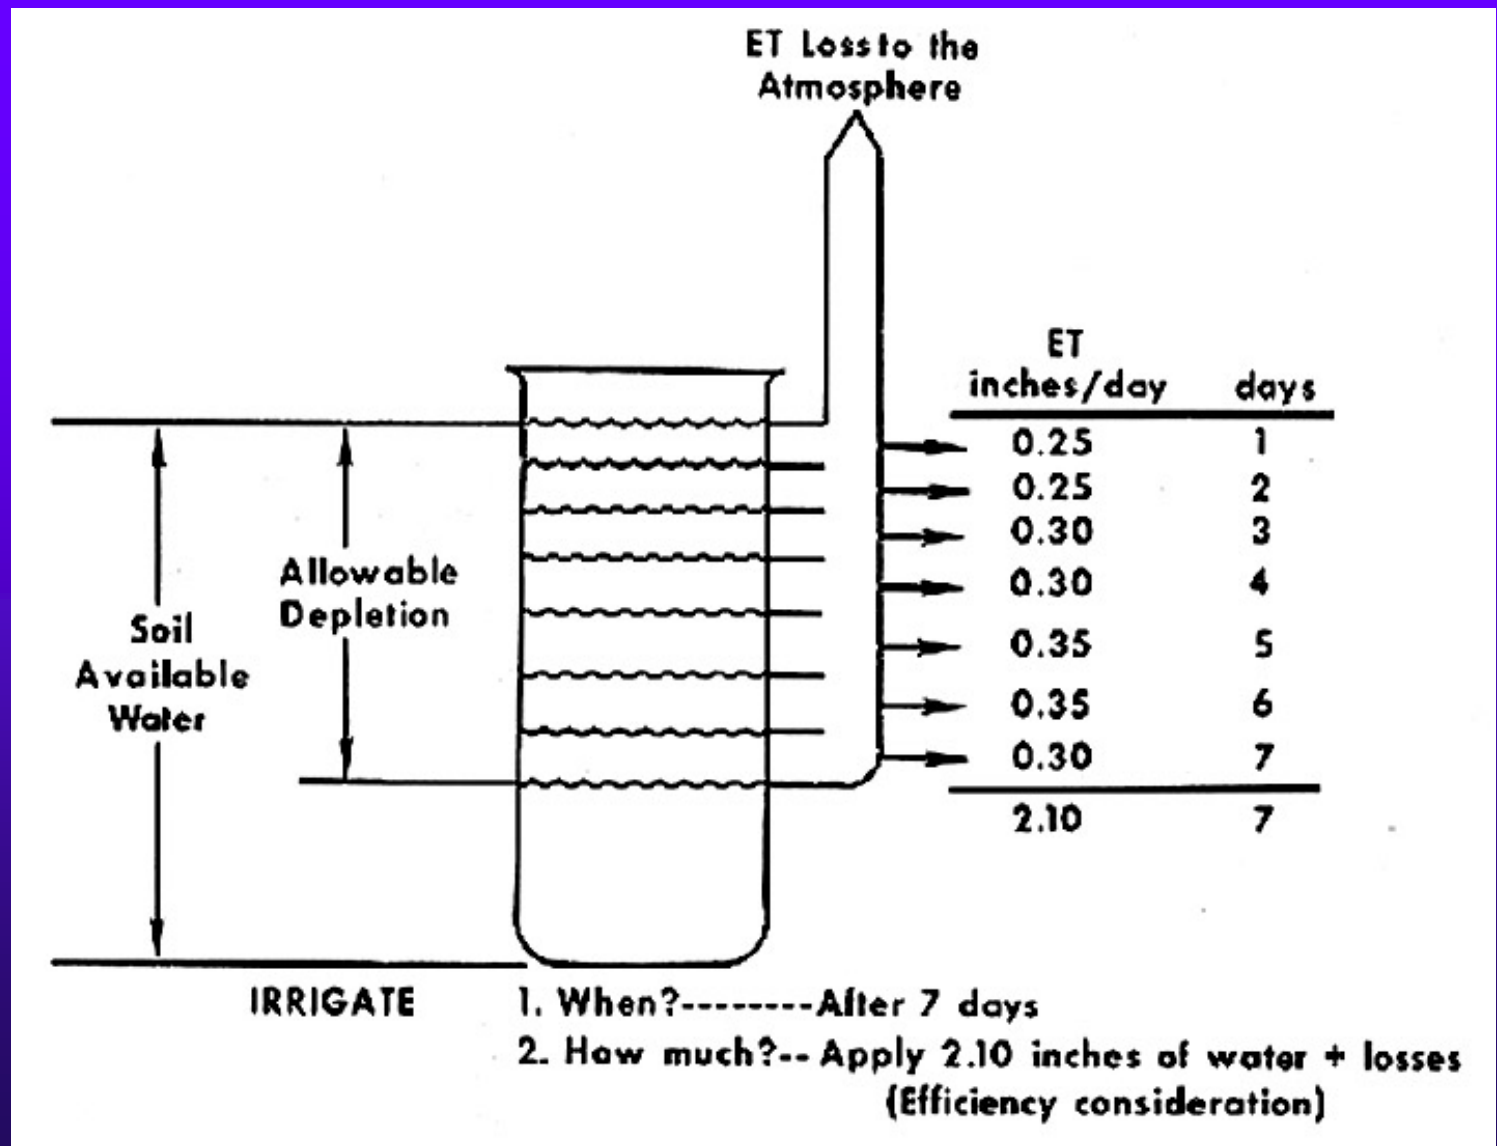 ET Loss to the
Atmosphere
ET
inches/day days
0.25 1
0.25 2
0.30 3
0.30 4
0.35 5
0.35 6
0.30 7
2.10 7
Allowable
Depletion
Soil
Available
Water
IRRIGATE 1. When?--------After 7 days
2. How much?-- Apply 2.10 inches of water + losses
(Efficiency consideration)